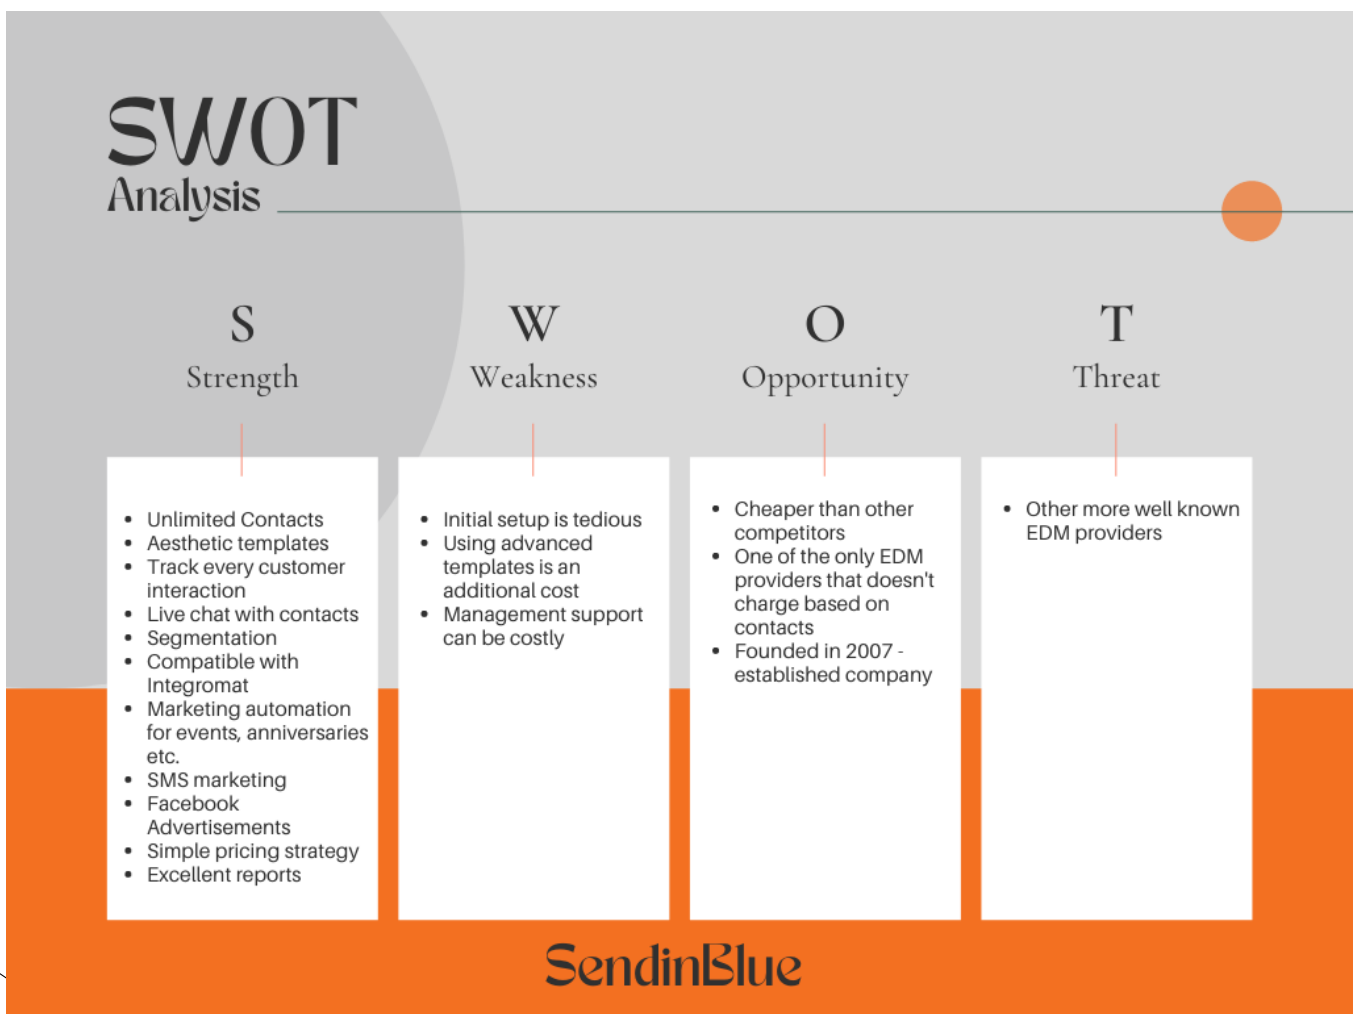 SWOT
Analysis
S
Strength
W
Weakness
O
Opportunity
T
Threat
• Unlimited Contacts
• Aesthetic templates
• Track every customer
interaction
• Live chat with contacts
• Segmentation
• Compatible with
Integromat
• Marketing automation
for events, anniversaries
etc.
• SMS marketing
• Facebook
Advertisements
• Simple pricing strategy
• Excellent reports
• Initial setup is tedious
• Using advanced
templates is an
additional cost
• Management support
can be costly
• Cheaper than other
competitors
• One of the only EDM
providers that doesn't
charge based on
contacts
• Founded in 2007 -
established company
• Other more well known
EDM providers
SendinBlue